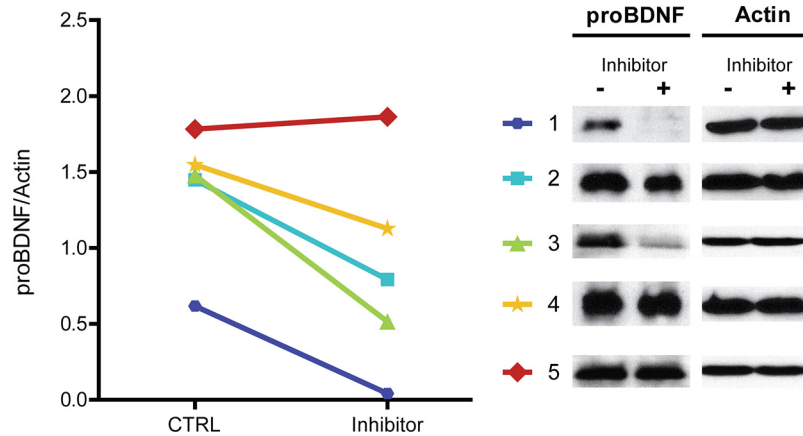 proBDNF/Actin
2.5
2.0
1.5
1.0
0.5
0.0
CTRL Inhibitor
proBDNF Actin
Inhibitor Inhibitor
- + - +
1
2
3
4
5